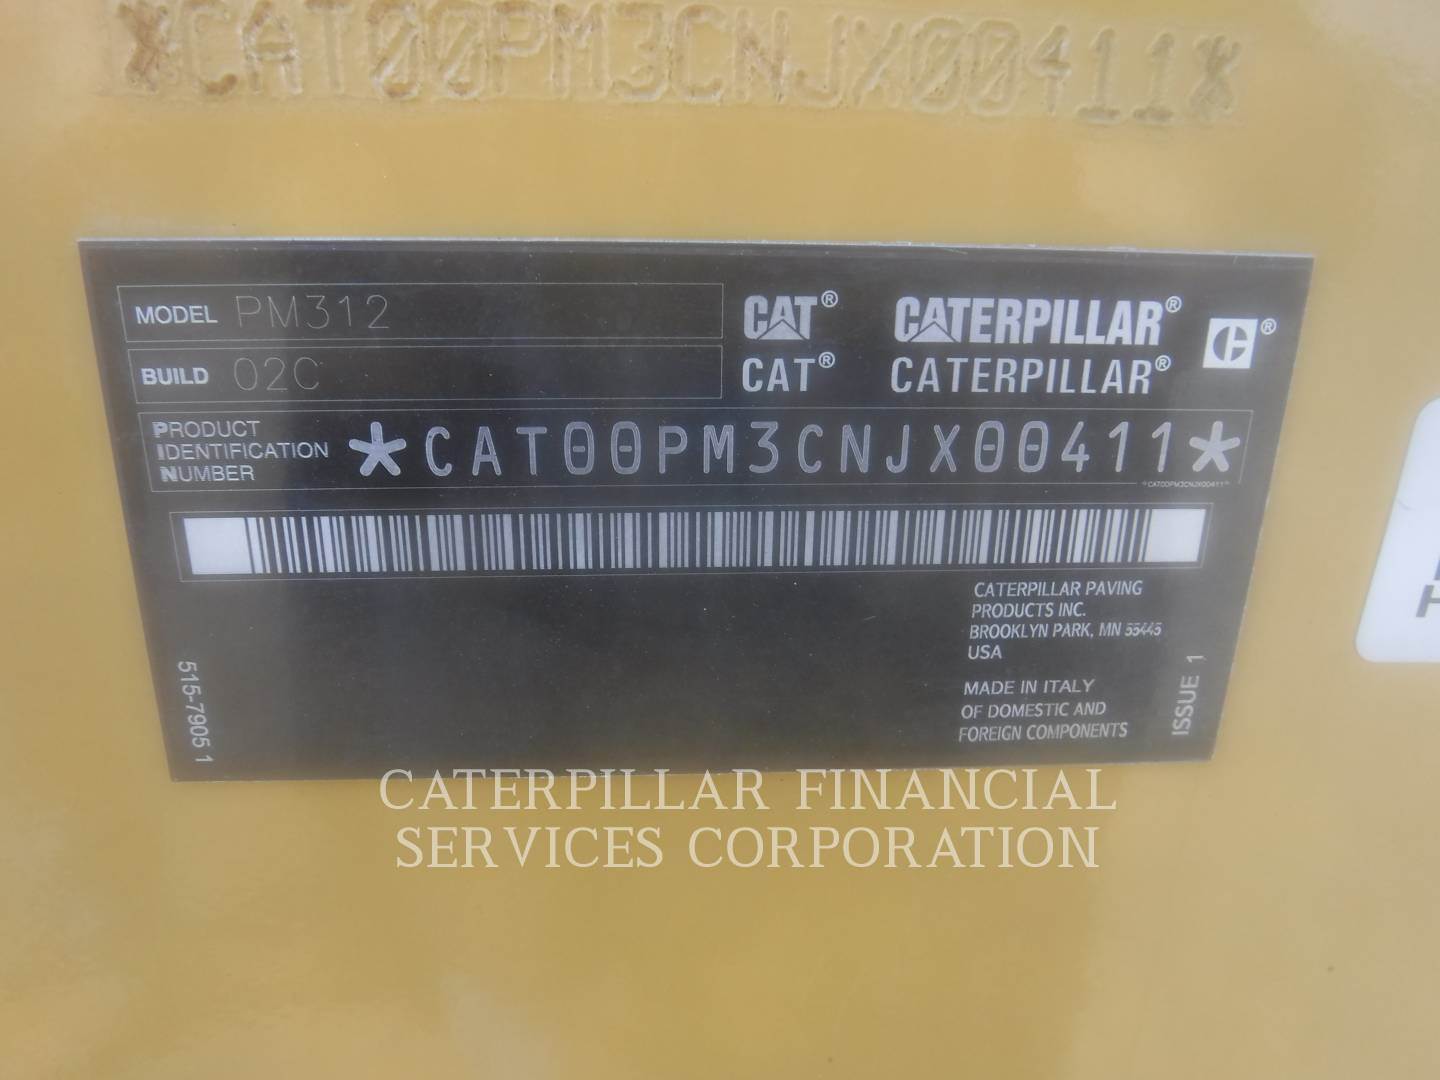 *CAT00PM3CNJX00411*
MODEL PM312
BUILD 02C
CAT® CATERPILLAR®
CAT® CATERPILLAR®
C®
PRODUCT
IDENTIFICATION
NUMBER
*CAT00PM3CNJX00411*
*CAT00PM3CNJX00411*
CATERPILLAR PAVING
PRODUCTS INC.
BROOKLYN PARK, MN 55445
USA
MADE IN ITALY
OF DOMESTIC AND
FOREIGN COMPONENTS
515-7905 1
ISSUE 1
CATERPILLAR FINANCIAL
SERVICES CORPORATION